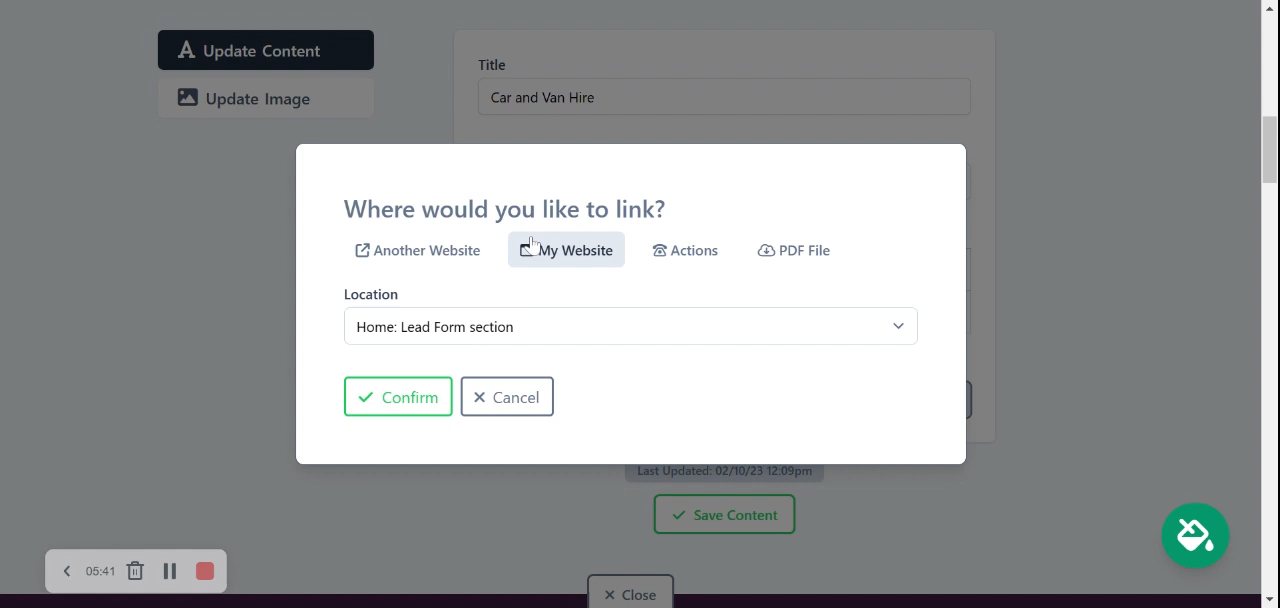 Update Content
Update Image
Title
Car and Van Hire
Where would you like to link?
Another Website
My Website
Actions
PDF File
Location
Home: Lead Form section
Confirm
Cancel
Last Updated: 02/10/23 12:09pm
Save Content
05:41
Close